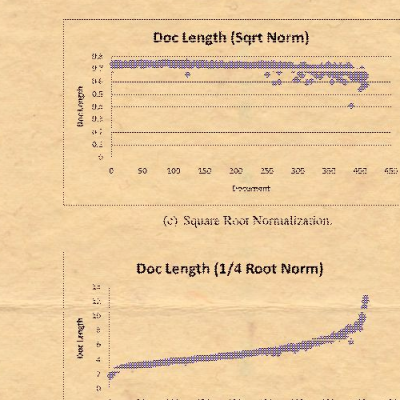 Doc Length (Sqrt Norm)
0.8
0.7
0.6
0.5
0.4
0.3
0.2
0.1
0
Doc Length
0 50 100 150 200 250 300 350 400 450
Document
(c) Square Root Normalization.
Doc Length (1/4 Root Norm)
14
12
10
8
6
4
2
0
Doc Length